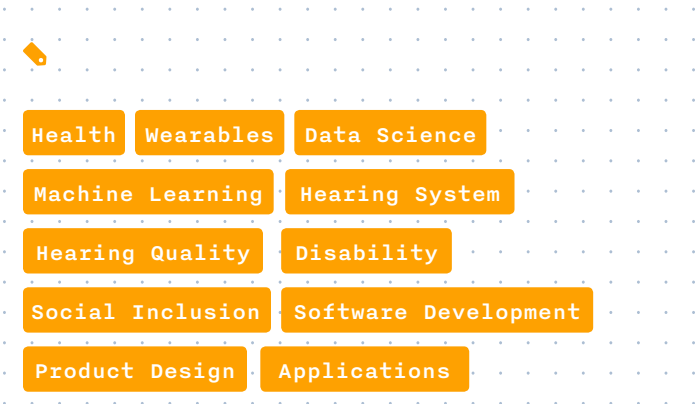 Health Wearables Data Science
Machine Learning Hearing System
Hearing Quality Disability
Social Inclusion Software Development
Product Design Applications